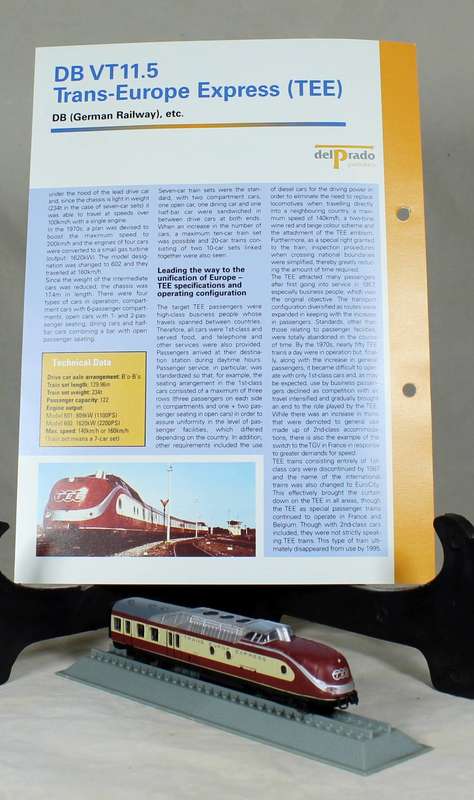 DB VT11.5
Trans-Europe Express (TEE)
DB (German Railway), etc.
delPrado
under the hood of the lead drive car
and, since the chassis is light in weight
(234t in the case of seven-car sets) it
was able to travel at speeds over
100km/h with a single engine.
In the 1970s, a plan was devised to
boost the maximum speed to
200km/h and the engines of four cars
were converted to a small gas turbine
(output: 1620kW). The model desig-
nation was changed to 602 and they
travelled at 160km/h.
Since the weight of the intermediate
cars was reduced, the chassis was
17.4m in length. There were four
types of cars in operation, compart-
ment cars with 6-passenger compart-
ments, open cars with 1- and 2-pas-
senger seating, dining cars and half-
bar cars combining a bar with open
passenger seating.
Technical Data
Drive car axle arrangement: B'o-B'o
Train set length: 129.96m
Train set weight: 234t
Passenger capacity: 122
Engine output:
Model 601: 809kW (1100PS)
Model 602: 1620kW (2200PS)
Max. speed: 140km/h or 160km/h
(Train set means a 7-car set)
Seven-car train sets were the stan-
dard, with two compartment cars,
one open car, one dining car and one
half-bar car were sandwiched in
between drive cars at both ends.
When an increase in the number of
cars, a maximum ten-car train set
was possible and 20-car trains con-
sisting of two 10-car sets linked
together were also seen.
Leading the way to the
unification of Europe –
TEE specifications and
operating configuration
The target TEE passengers were
high-class business people whose
travels spanned between countries.
Therefore, all cars were 1st-class and
served food, and telephone and
other services were also provided.
Passengers arrived at their destina-
tion station during daytime hours.
Passenger service, in particular, was
standardized so that, for example, the
seating arrangement in the 1st-class
cars consisted of a maximum of three
rows (three passengers on each side
in compartments and one + two pas-
senger seating in open cars) in order to
assure uniformity in the level of pas-
senger facilities, which differed
depending on the country. In addition,
other requirements included the use
of diesel cars for the driving power in
order to eliminate the need to replace
locomotives when travelling directly
into a neighbouring country, a maxi-
mum speed of 140km/h, a two-tone
wine red and beige colour scheme and
the attachment of the TEE emblem.
Furthermore, as a special right granted
to the train, inspection procedures
when crossing national boundaries
were simplified, thereby greatly reduc-
ing the amount of time required.
The TEE attracted many passengers
after first going into service in 1957,
especially business people, which was
the original objective. The transport
configuration diversified as routes were
expanded in keeping with the increase
in passengers. Standards, other than
those relating to passenger facilities,
were totally abandoned in the course
of time. By the 1970s, nearly fifty TEE
trains a day were in operation but, final-
ly, along with the increase in general
passengers, it became difficult to oper-
ate with only 1st-class cars and, as may
be expected, use by business passen-
gers declined as competition with air
travel intensified and gradually brought
an end to the role played by the TEE.
While there was an increase in trains
that were demoted to general use
made up of 2nd-class accommoda-
tions, there is also the example of the
switch to the TGV in France in response
to greater demands for speed.
TEE trains consisting entirely of 1st-
class cars were discontinued by 1987
and the name of the international
trains was also changed to EuroCity.
This effectively brought the curtain
down on the TEE in all areas, though
the TEE as special passenger trains
continued to operate in France and
Belgium. Though with 2nd-class cars
included, they were not strictly speak-
ing TEE trains. This type of train ulti-
mately disappeared from use by 1995.
TEE
TRANS EUROP EXPRESS
TEE